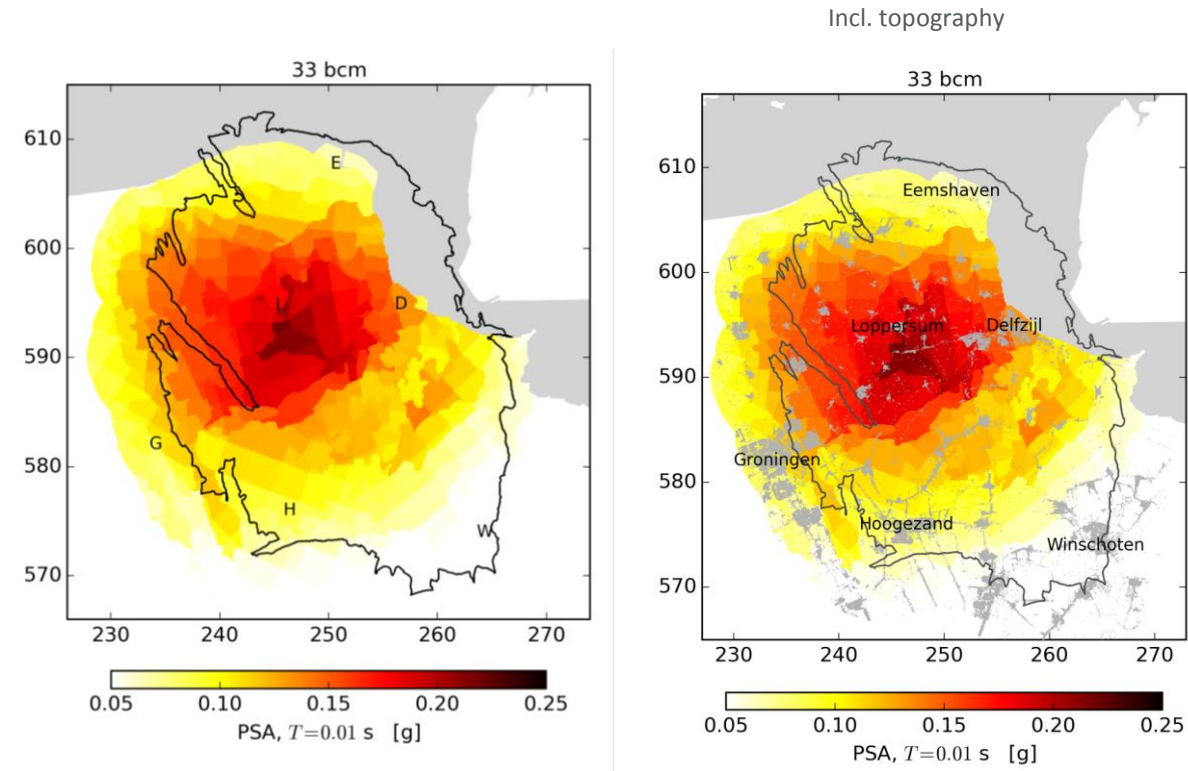 Incl. topography
33 bcm
610
600
590
580
570
E
L
D
G
H
W
230 240 250 260 270
0.05 0.10 0.15 0.20 0.25
PSA, T=0.01 s [g]
33 bcm
610
600
590
580
570
Eemshaven
Loppersum Delfzijl
Groningen
Hoogezand
Winschoten
230 240 250 260 270
0.05 0.10 0.15 0.20 0.25
PSA, T=0.01 s [g]